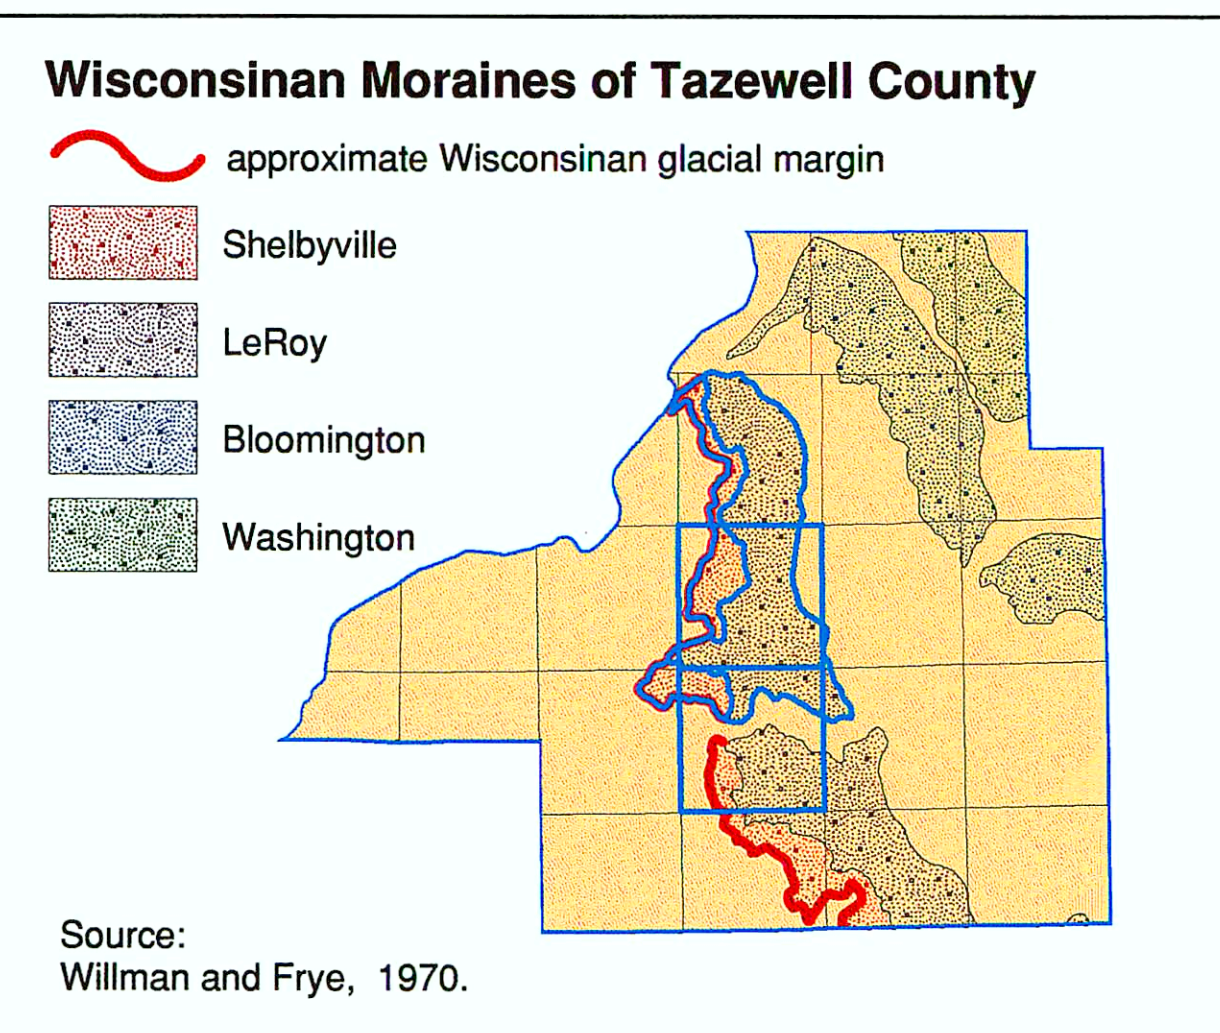 Wisconsinan Moraines of Tazewell County
approximate Wisconsinan glacial margin
Shelbyville
LeRoy
Bloomington
Washington
Source:
Willman and Frye, 1970.